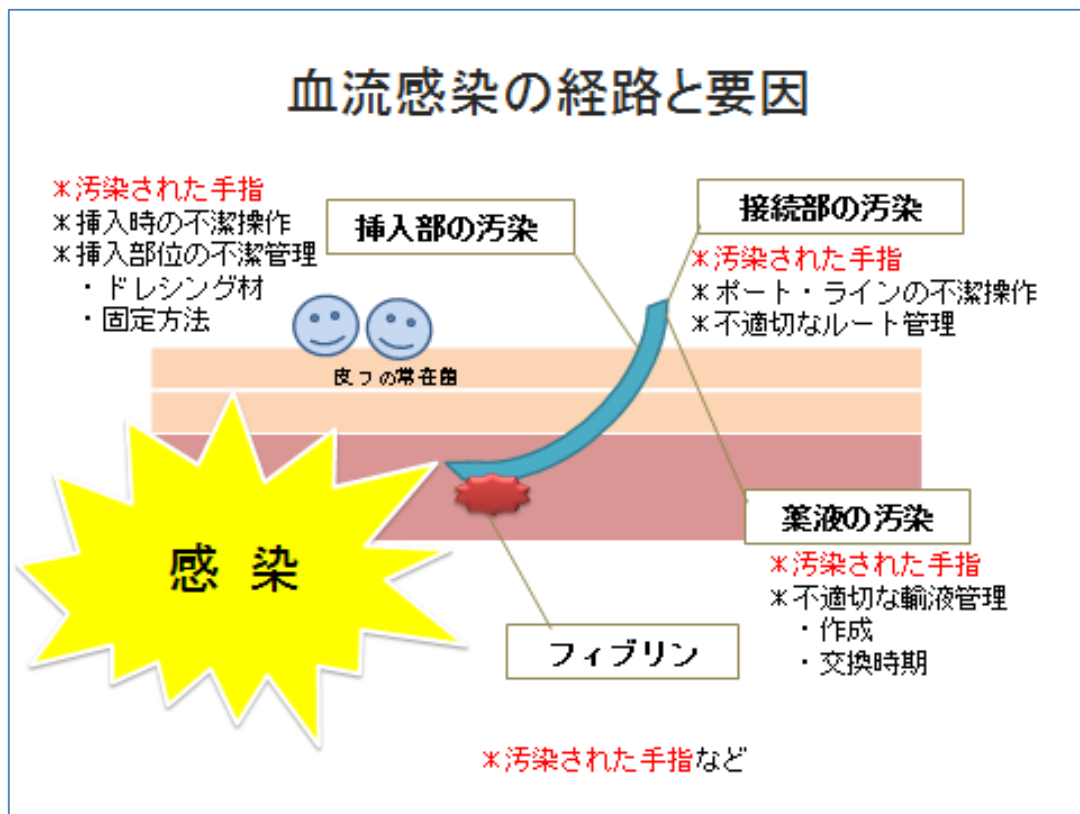 血流感染の経路と要因
＊汚染された手指
＊挿入時の不潔操作
＊挿入部位の不潔管理
・ドレシング材
・固定方法
挿入部の汚染
接続部の汚染
＊汚染された手指
＊ポート・ラインの不潔操作
＊不適切なルート管理
皮フの常在菌
感 染
薬液の汚染
＊汚染された手指
＊不適切な輸液管理
・作成
・交換時期
フィブリン
＊汚染された手指など